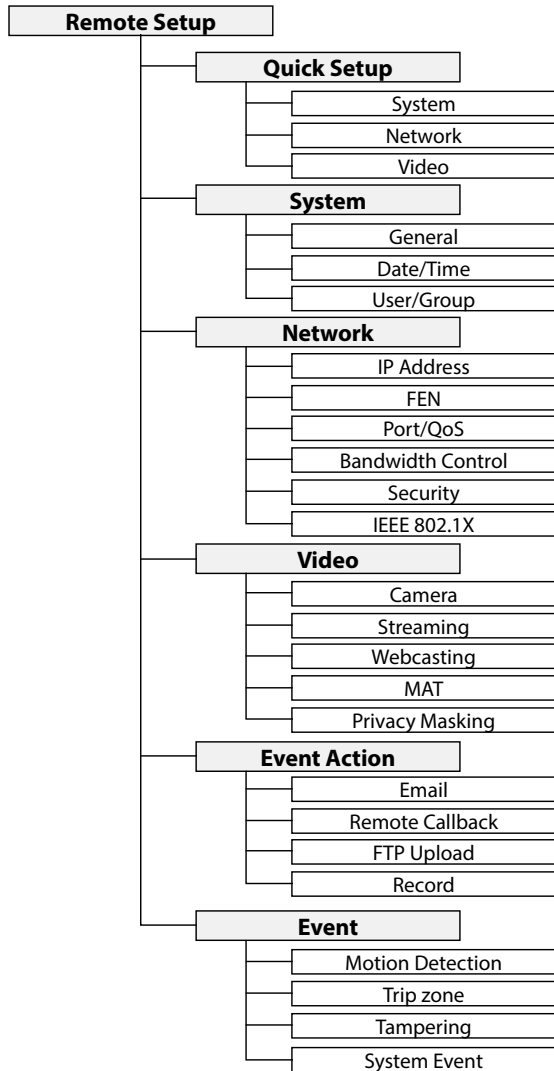 Remote Setup
Quick Setup
System
Network
Video
System
General
Date/Time
User/Group
Network
IP Address
FEN
Port/QoS
Bandwidth Control
Security
IEEE 802.1X
Video
Camera
Streaming
Webcasting
MAT
Privacy Masking
Event Action
Email
Remote Callback
FTP Upload
Record
Event
Motion Detection
Trip zone
Tampering
System Event